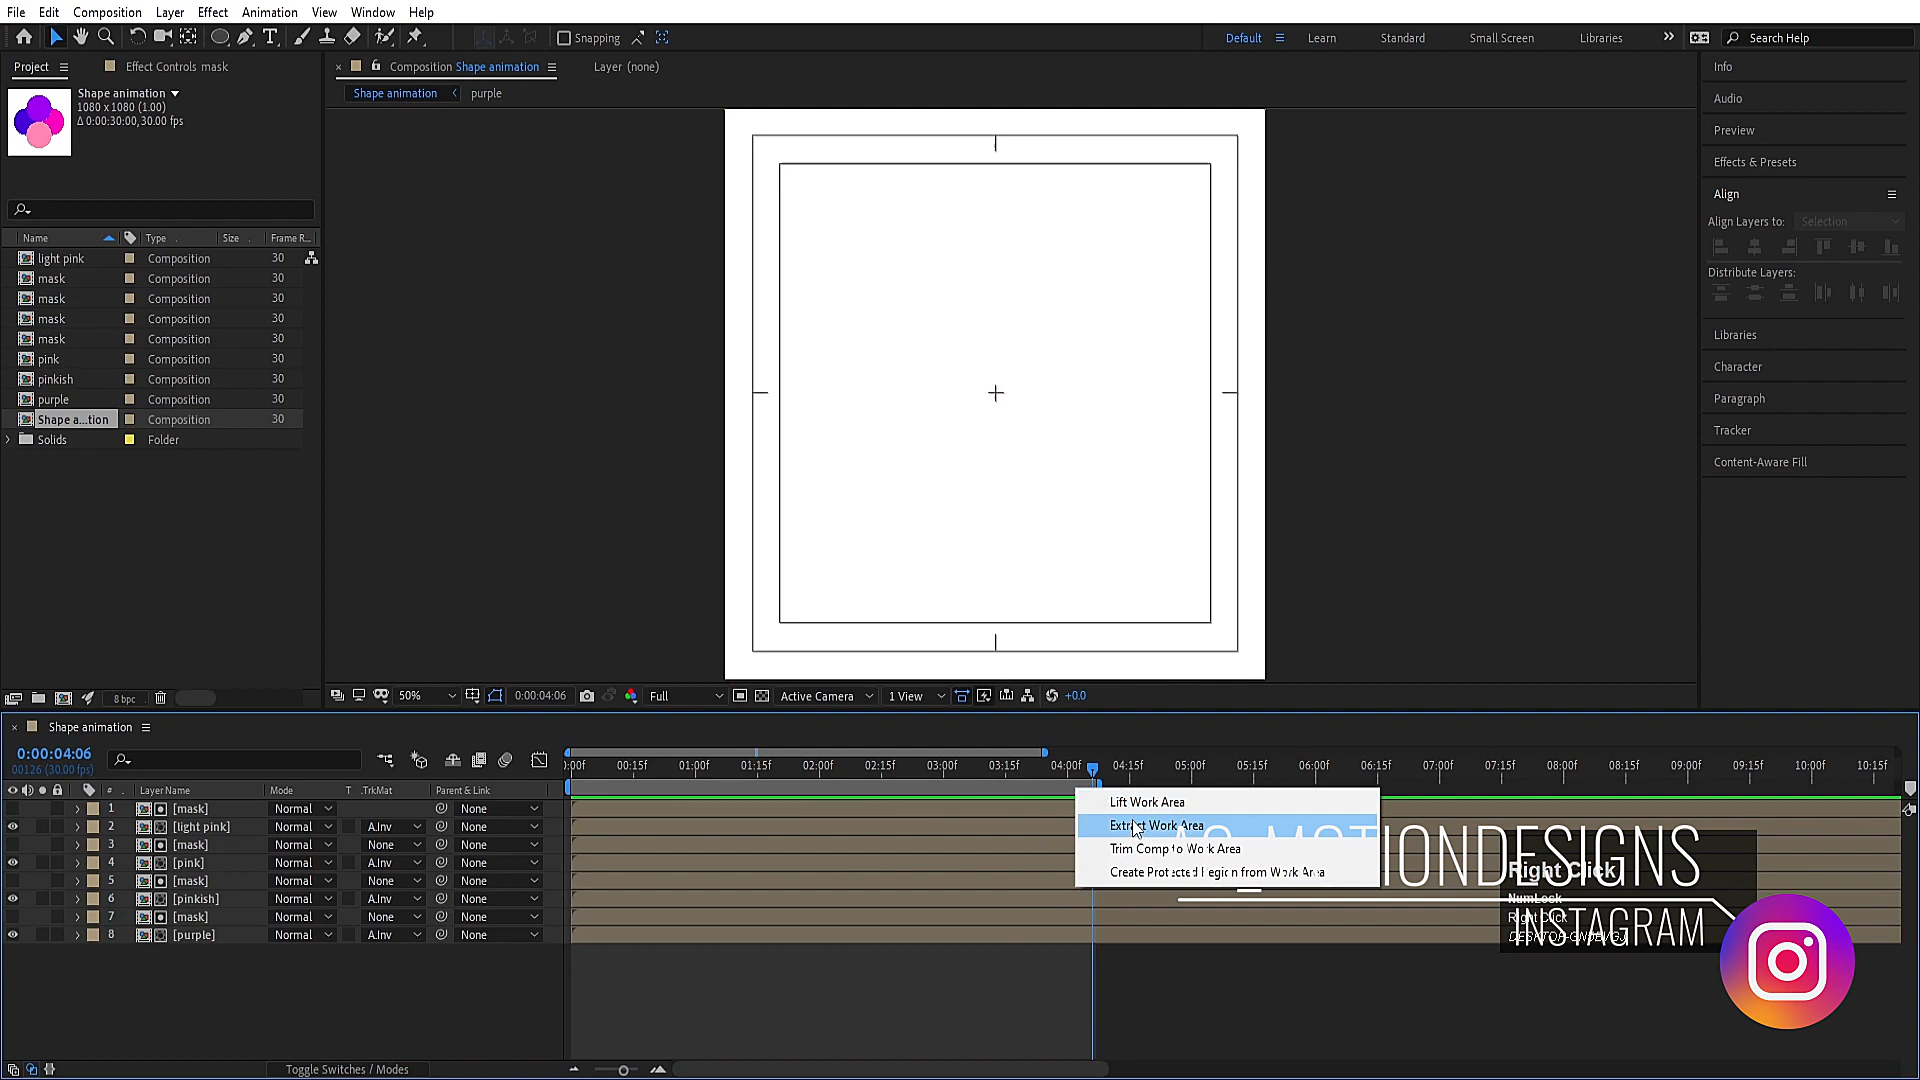 File Edit Composition Layer Effect Animation View Window Help
Snapping Default Learn Standard Small Screen Libraries Search Help
Project Effect Controls mask Composition Shape animation Layer (none) Info
Shape animation purple
Shape animation
1080 x 1080 (1.00)
Δ 0:00:30:00, 30.00 fps
Audio
Preview
Effects & Presets
Align
Align Layers to: Selection
Distribute Layers:
Libraries
Character
Paragraph
Tracker
Content-Aware Fill
Name Type Size Frame R...
light pink Composition 30
mask Composition 30
mask Composition 30
mask Composition 30
mask Composition 30
pink Composition 30
pinkish Composition 30
purple Composition 30
Shape a...tion Composition 30
Solids Folder
8 bpc
50% 0:00:04:06 Full Active Camera 1 View +0.0
Shape animation
0:00:04:06
00126 (30.00 fps)
:00f 00:15f 01:00f 01:15f 02:00f 02:15f 03:00f 03:15f 04:00f 04:15f 05:00f 05:15f 06:00f 06:15f 07:00f 07:15f 08:00f 08:15f 09:00f 09:15f 10:00f 10:15f
# Layer Name Mode T .TrkMat Parent & Link
1 [mask] Normal None
2 [light pink] Normal A.Inv None
3 [mask] Normal None None
4 [pink] Normal A.Inv None
5 [mask] Normal None None
6 [pinkish] Normal A.Inv None
7 [mask] Normal None None
8 [purple] Normal A.Inv None
Lift Work Area
Extract Work Area
Trim Comp to Work Area
Create Protected Region from Work Area
MOTIONDESIGNS
INSTAGRAM
Right Click
NumLock
Right Click
Toggle Switches / Modes